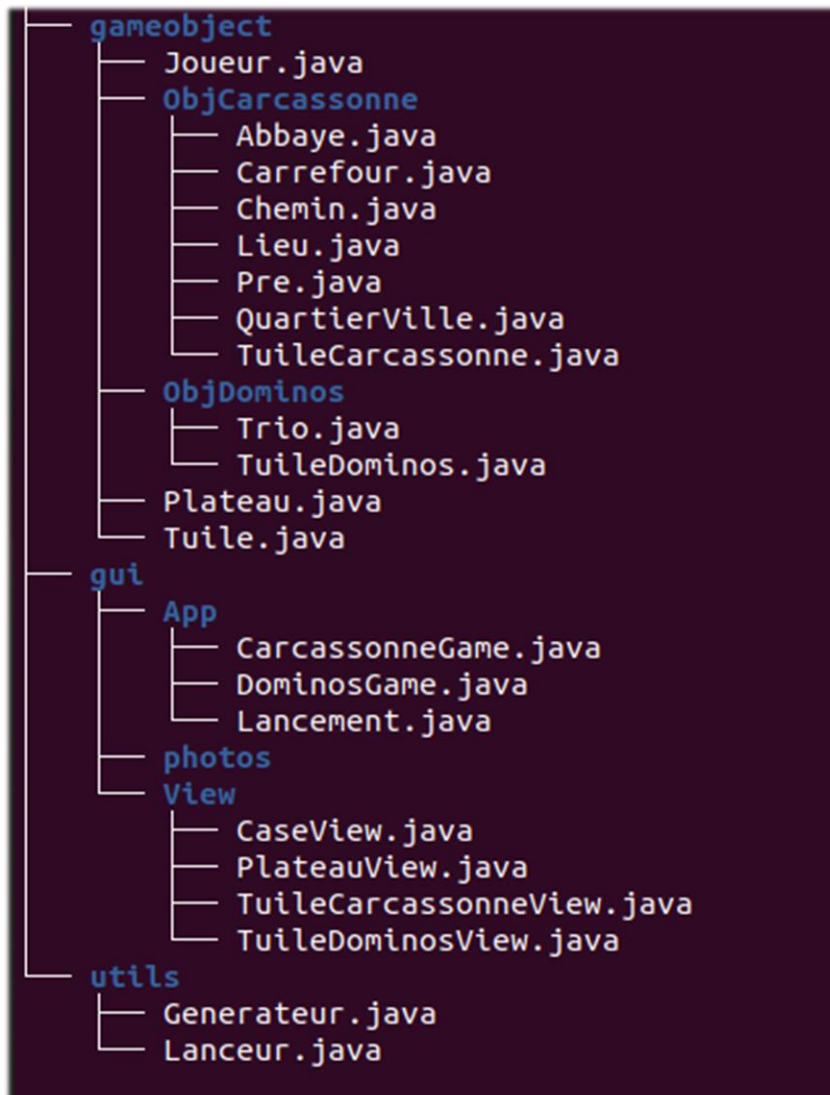 gameobject
Joueur.java
ObjCarcassonne
Abbaye.java
Carrefour.java
Chemin.java
Lieu.java
Pre.java
QuartierVille.java
TuileCarcassonne.java
ObjDominos
Trio.java
TuileDominos.java
Plateau.java
Tuile.java
gui
App
CarcassonneGame.java
DominosGame.java
Lancement.java
photos
View
CaseView.java
PlateauView.java
TuileCarcassonneView.java
TuileDominosView.java
utils
Generateur.java
Lanceur.java